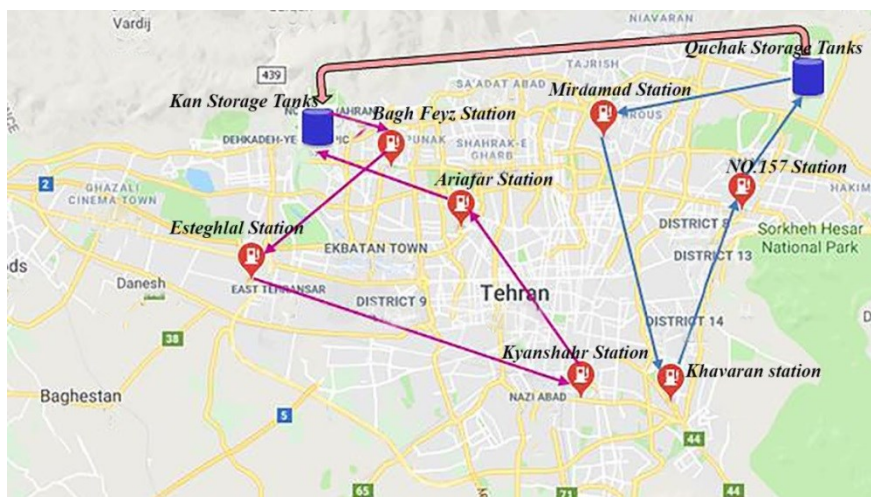 Vardij
NIAVARAN
Quchak Storage Tanks
TAJRISH
439
SA'ADAT ABAD
Mirdamad Station
Kan Storage Tanks
Bagh Feyz Station
DEHKADEH-YE
PUNAK
SHAHRAK-E
GHARB
NO.157 Station
2
GHAZALI
CINEMA TOWN
Ariafar Station
HAKIM
DISTRICT 8
Sorkheh Hesar
National Park
Esteghlal Station
EKBATAN TOWN
DISTRICT 13
Danesh
EAST TEHRANSAR
DISTRICT 9
Tehran
DISTRICT 14
38
Kyanshahr Station
Khavaran station
Baghestan
NAZI ABAD
5
44
65
71
44